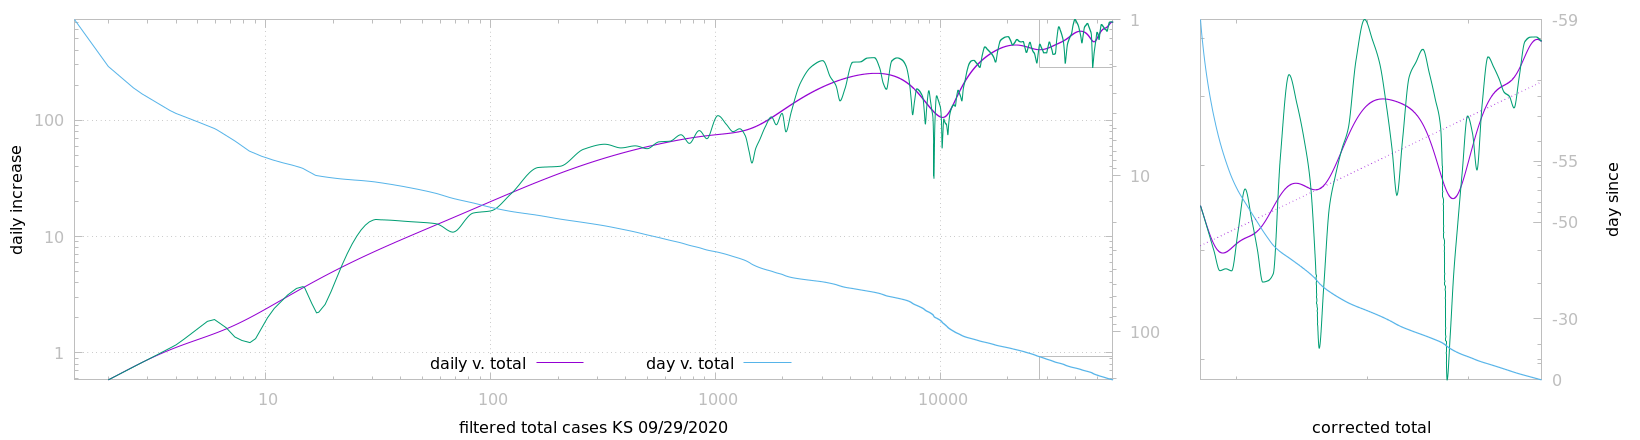 daily increase
100
10
1
10
100
1000
10000
filtered total cases KS 09/29/2020
daily v. total
day v. total
1
10
100
-59
-55
-50
-30
0
day since
corrected total